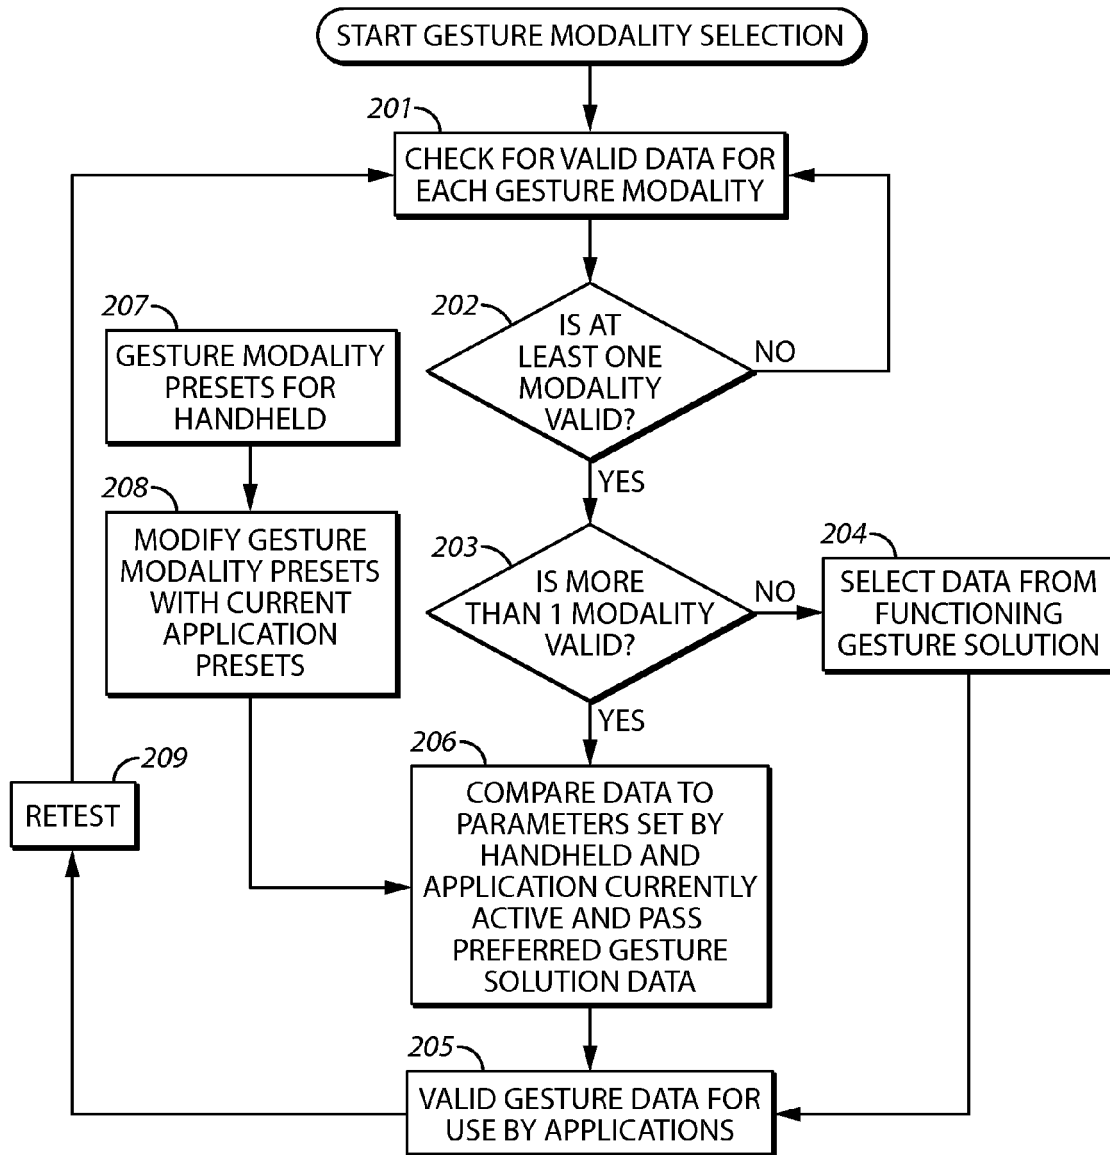 START GESTURE MODALITY SELECTION
201
CHECK FOR VALID DATA FOR
EACH GESTURE MODALITY
202
IS AT
LEAST ONE
MODALITY
VALID?
NO
YES
207
GESTURE MODALITY
PRESETS FOR
HANDHELD
208
MODIFY GESTURE
MODALITY PRESETS
WITH CURRENT
APPLICATION
PRESETS
203
IS MORE
THAN 1 MODALITY
VALID?
NO
YES
204
SELECT DATA FROM
FUNCTIONING
GESTURE SOLUTION
206
COMPARE DATA TO
PARAMETERS SET BY
HANDHELD AND
APPLICATION CURRENTLY
ACTIVE AND PASS
PREFERRED GESTURE
SOLUTION DATA
209
RETEST
205
VALID GESTURE DATA FOR
USE BY APPLICATIONS